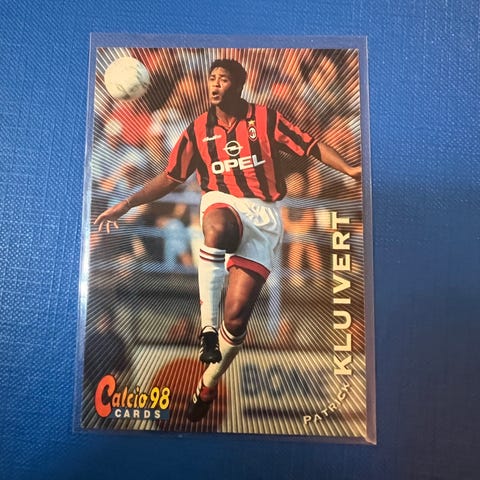 OPEL
PATRICK KLUIVERT
Calcio 98
CARDS